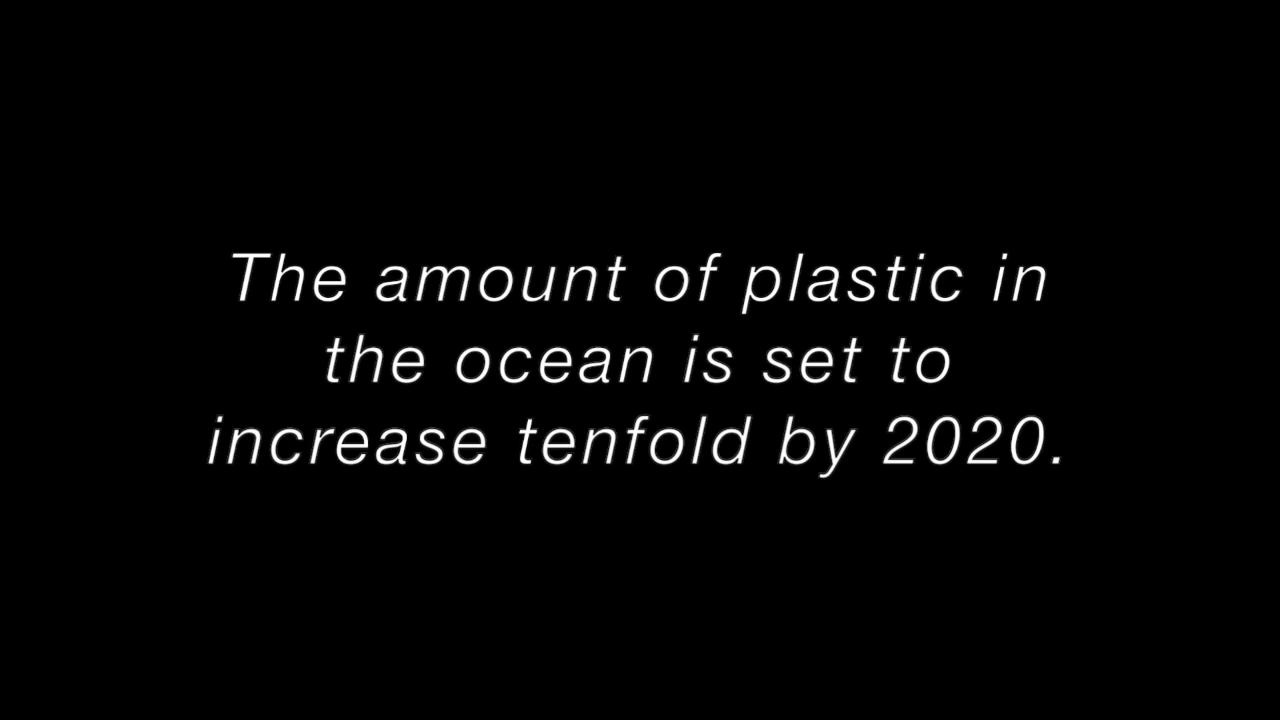 The amount of plastic in
the ocean is set to
increase tenfold by 2020.